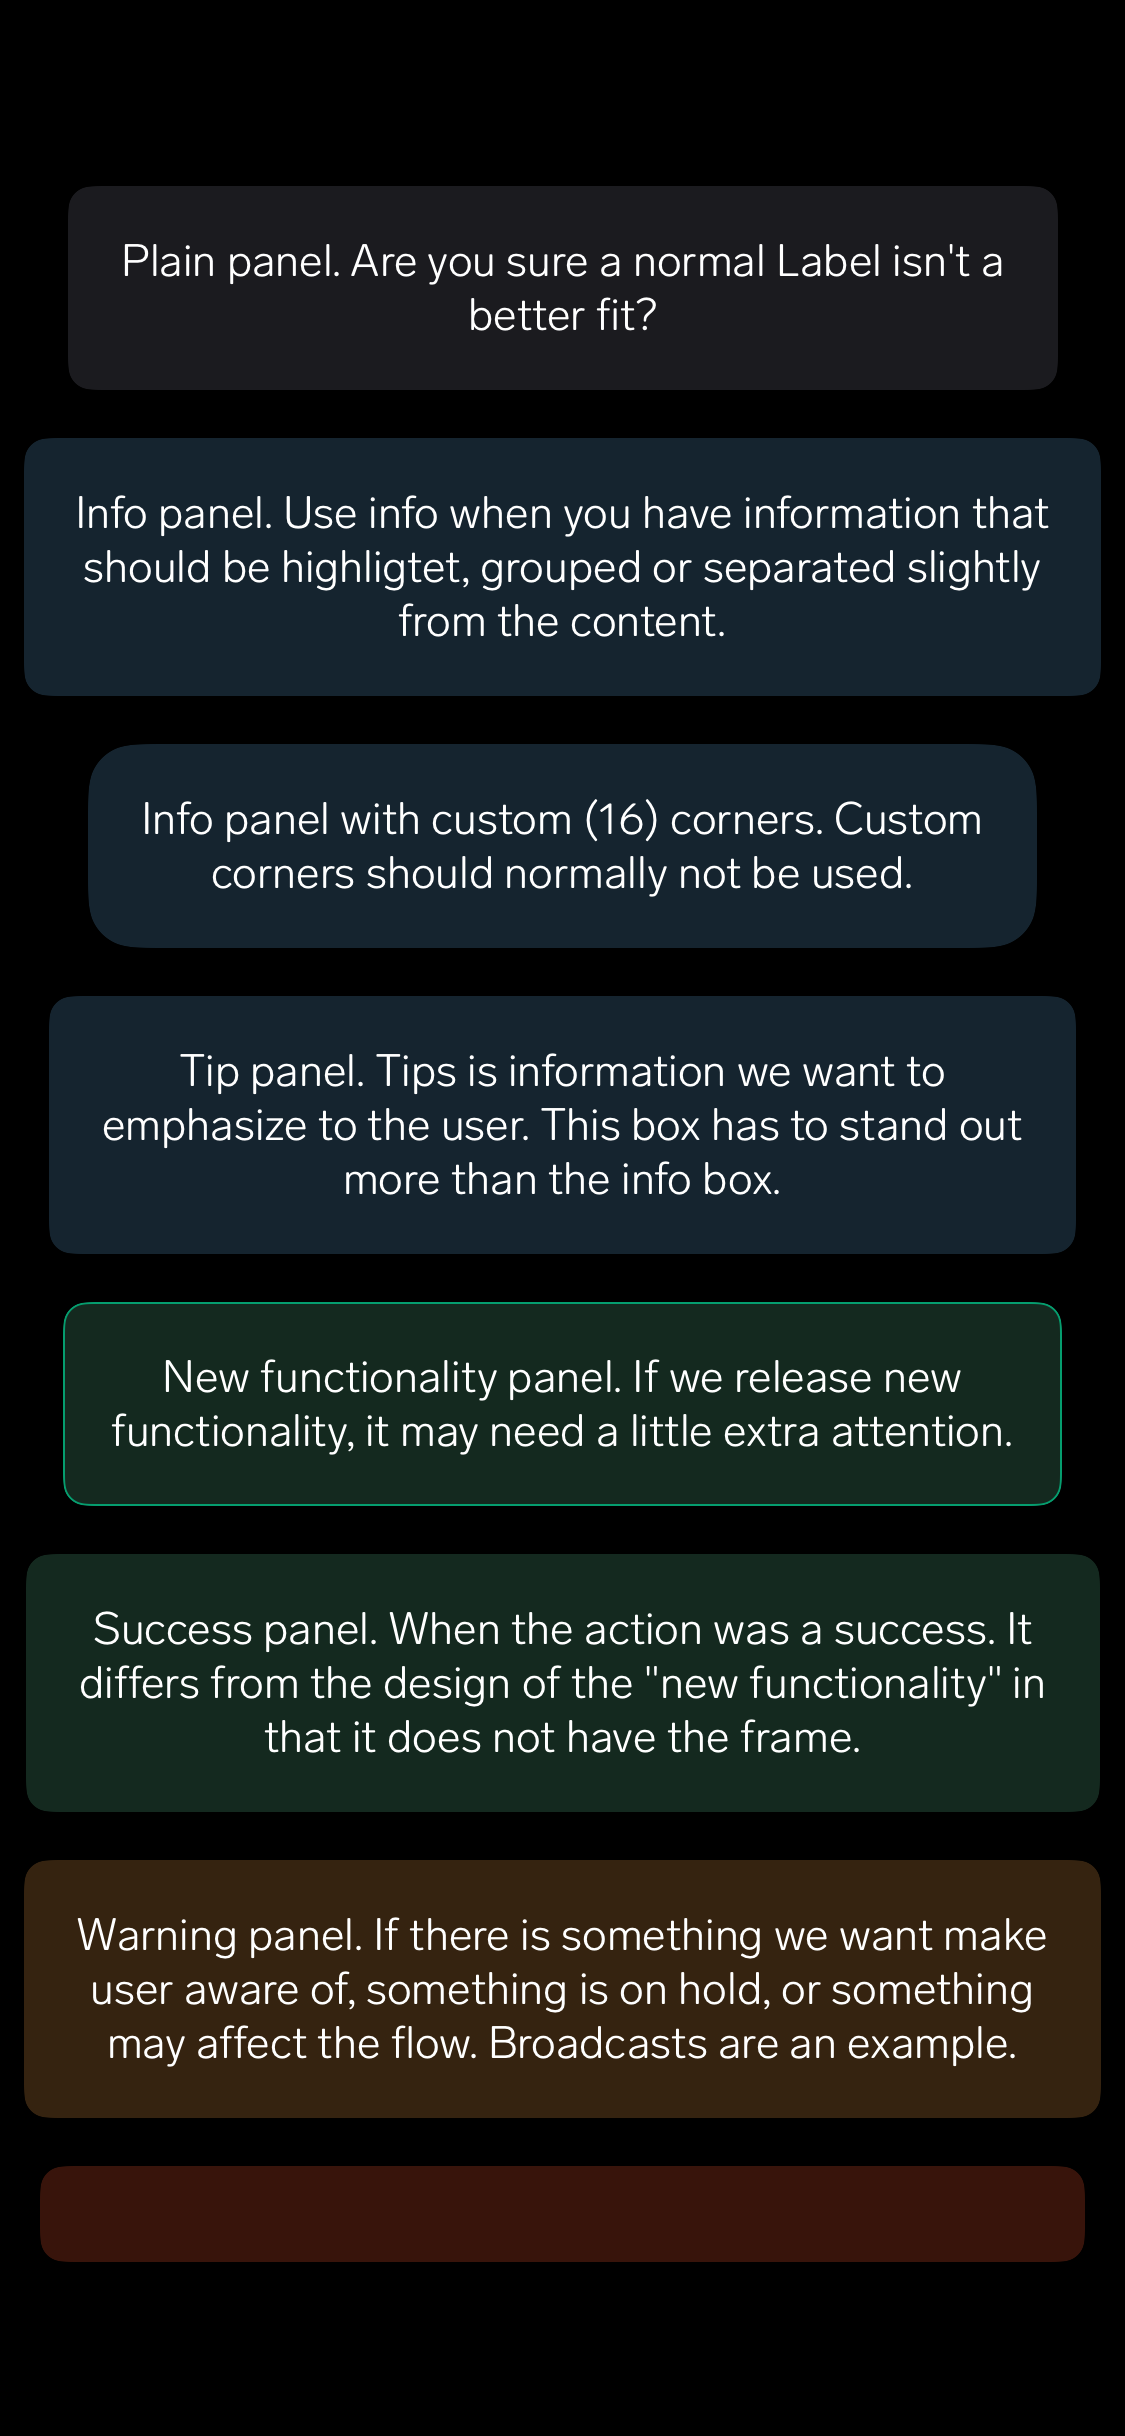 Plain panel. Are you sure a normal Label isn't a
better fit?
Info panel. Use info when you have information that
should be highligtet, grouped or separated slightly
from the content.
Info panel with custom (16) corners. Custom
corners should normally not be used.
Tip panel. Tips is information we want to
emphasize to the user. This box has to stand out
more than the info box.
New functionality panel. If we release new
functionality, it may need a little extra attention.
Success panel. When the action was a success. It
differs from the design of the "new functionality" in
that it does not have the frame.
Warning panel. If there is something we want make
user aware of, something is on hold, or something
may affect the flow. Broadcasts are an example.